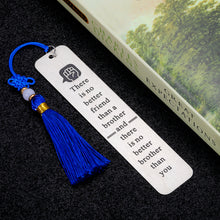 There
is no
better
friend
than a
brother
and
there
is no
better
brother
than
you